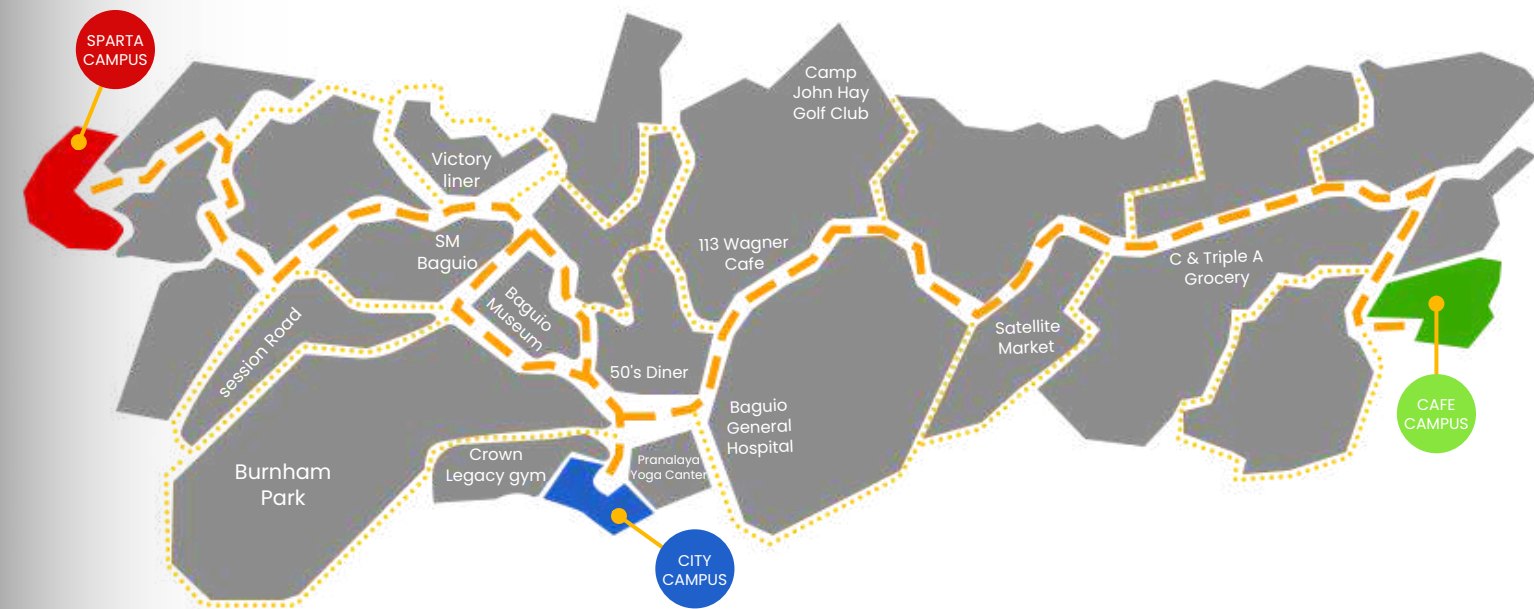 SPARTA
CAMPUS
Camp
John Hay
Golf Club
Victory
liner
SM
Baguio
113 Wagner
Cafe
C & Triple A
Grocery
Baguio
Museum
session Road
Satellite
Market
50's Diner
Baguio
General
Hospital
CAFE
CAMPUS
Crown
Legacy gym
Pranalaya
Yoga Canter
Burnham
Park
CITY
CAMPUS